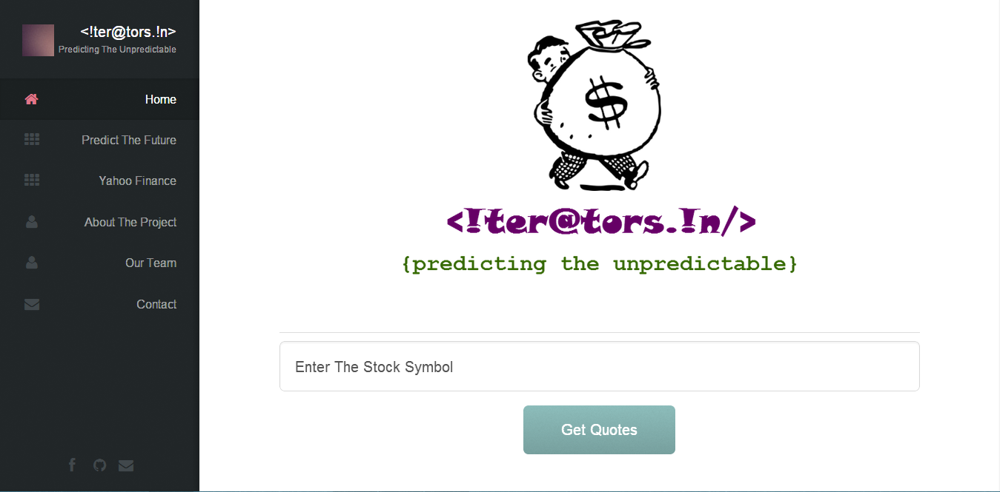 <!ter@tors.!n>
Predicting The Unpredictable
Home
Predict The Future
Yahoo Finance
About The Project
Our Team
Contact
$
<!ter@tors.!n/>
{predicting the unpredictable}
Enter The Stock Symbol
Get Quotes